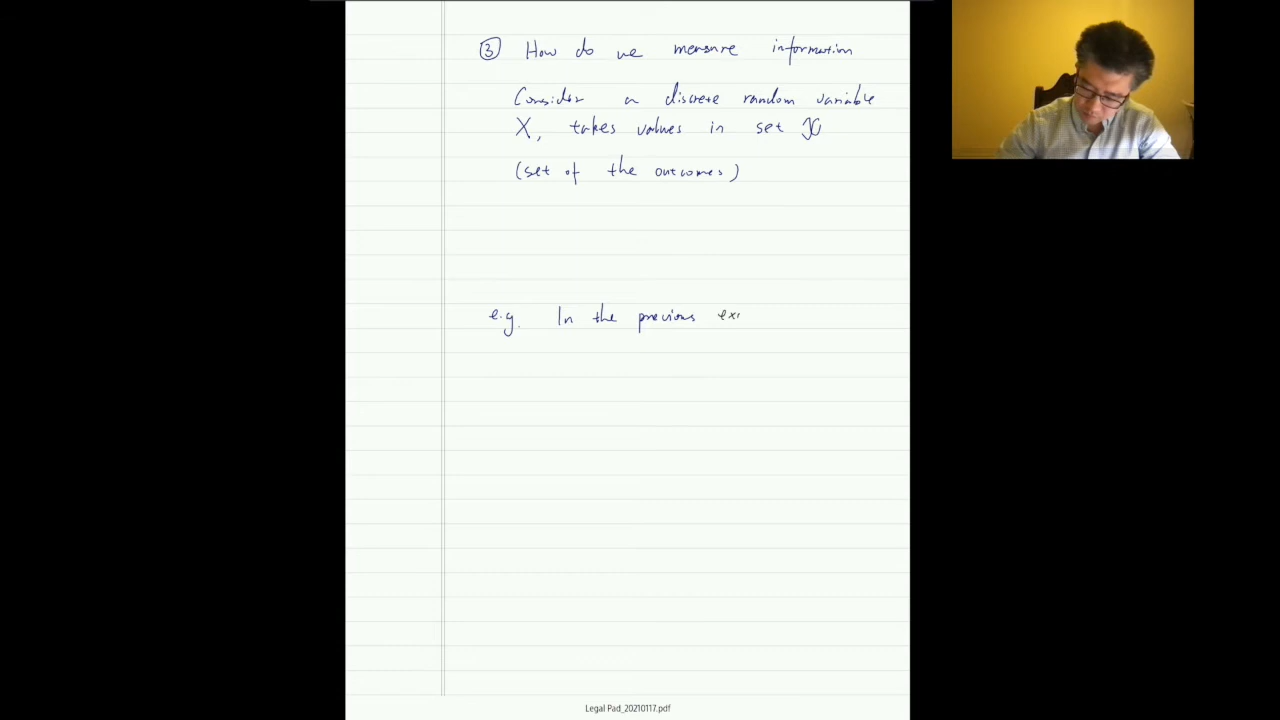 ③ How do we measure information
Consider a discrete random variable
X, takes values in set 𝒳
(set of the outcomes)
e.g. In the previous ex
Legal Pad_20210117.pdf